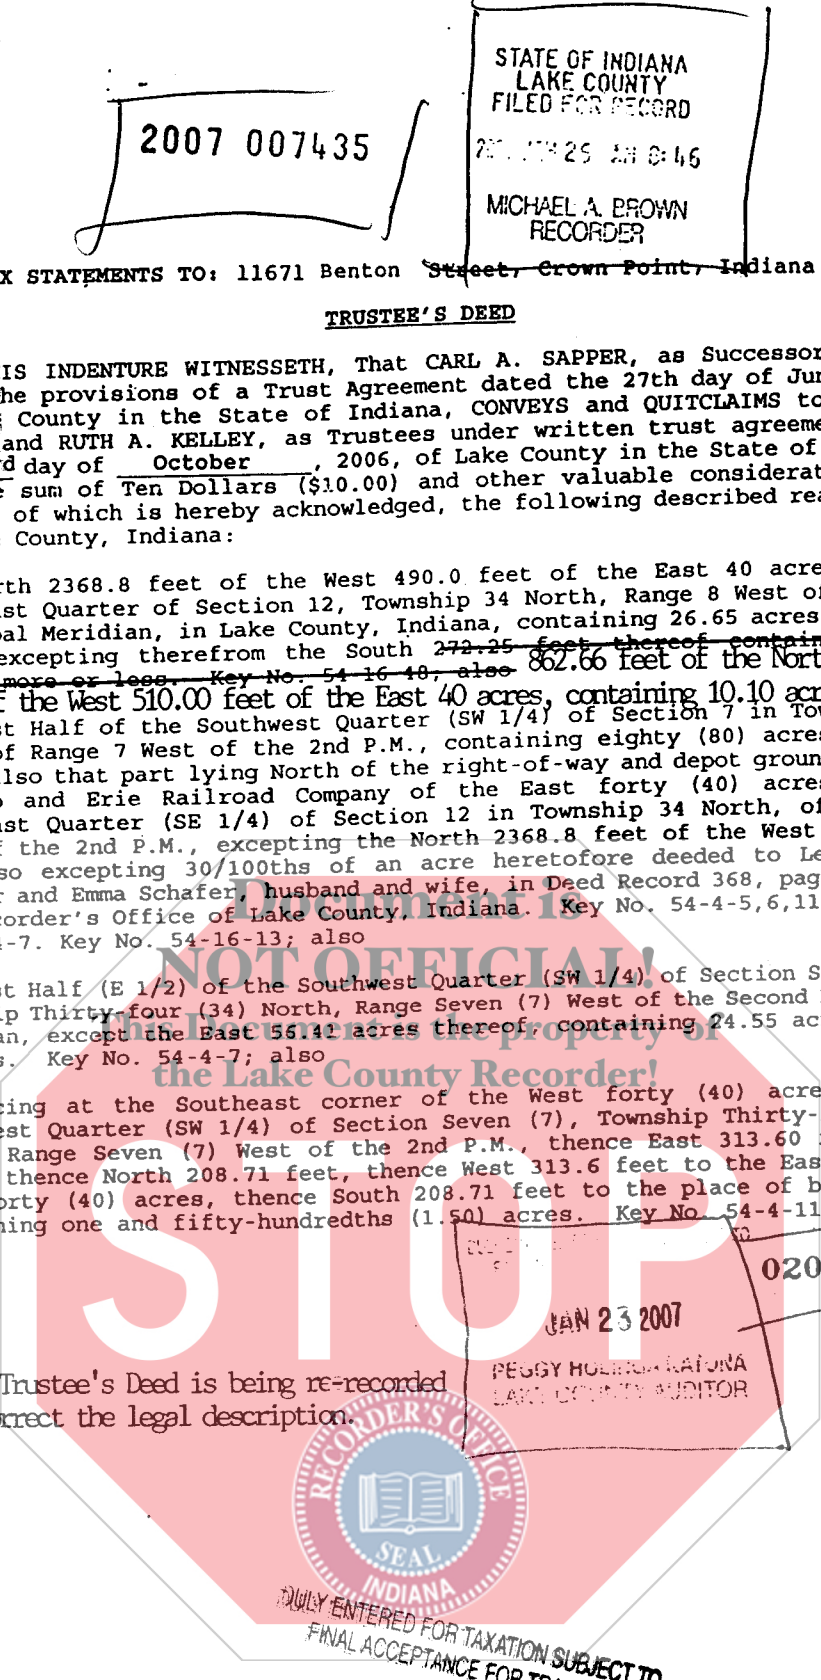 2007 007435
STATE OF INDIANA
LAKE COUNTY
FILED FOR RECORD
25 AM 8:46
MICHAEL A. BROWN
RECORDER
X STATEMENTS TO: 11671 Benton Street, Crown Point, Indiana
TRUSTEE'S DEED
IS INDENTURE WITNESSETH, That CARL A. SAPPER, as Successor
he provisions of a Trust Agreement dated the 27th day of Jun
County in the State of Indiana, CONVEYS and QUITCLAIMS to
and RUTH A. KELLEY, as Trustees under written trust agreeme
rd day of October, 2006, of Lake County in the State of
sum of Ten Dollars ($10.00) and other valuable considerat
of which is hereby acknowledged, the following described rea
County, Indiana:
rth 2368.8 feet of the West 490.0 feet of the East 40 acre
st Quarter of Section 12, Township 34 North, Range 8 West of
pal Meridian, in Lake County, Indiana, containing 26.65 acres
excepting therefrom the South 272.25 feet thereof contain
more or less. Key No. 54-16-48; also 862.66 feet of the Nort
f the West 510.00 feet of the East 40 acres, containing 10.10 acr
st Half of the Southwest Quarter (SW 1/4) of Section 7 in Tow
of Range 7 West of the 2nd P.M., containing eighty (80) acres
lso that part lying North of the right-of-way and depot groun
o and Erie Railroad Company of the East forty (40) acre
ast Quarter (SE 1/4) of Section 12 in Township 34 North, of
f the 2nd P.M., excepting the North 2368.8 feet of the West
so excepting 30/100ths of an acre heretofore deeded to Le
r and Emma Schafer, husband and wife, in Deed Record 368, pag
corder's Office of Lake County, Indiana. Key No. 54-4-5,6,11
-7. Key No. 54-16-13; also
st Half (E 1/2) of the Southwest Quarter (SW 1/4) of Section S
ip Thirty-four (34) North, Range Seven (7) West of the Second
an, except the East 56.41 acres thereof, containing 24.55 ac
s. Key No. 54-4-7; also
cing at the Southeast corner of the West forty (40) acre
est Quarter (SW 1/4) of Section Seven (7), Township Thirty-
Range Seven (7) West of the 2nd P.M., thence East 313.60
thence North 208.71 feet, thence West 313.6 feet to the Eas
orty (40) acres, thence South 208.71 feet to the place of b
ning one and fifty-hundredths (1.50) acres. Key No. 54-4-11
Document is
NOT OFFICIAL!
This Document is the property of
the Lake County Recorder!
STOP
020
JAN 23 2007
PEGGY HOLINGA KATONA
LAKE COUNTY AUDITOR
Trustee's Deed is being re-recorded
rrect the legal description.
RECORDER'S OFFICE
SEAL
INDIANA
DULY ENTERED FOR TAXATION SUBJECT TO
FINAL ACCEPTANCE FOR TRA